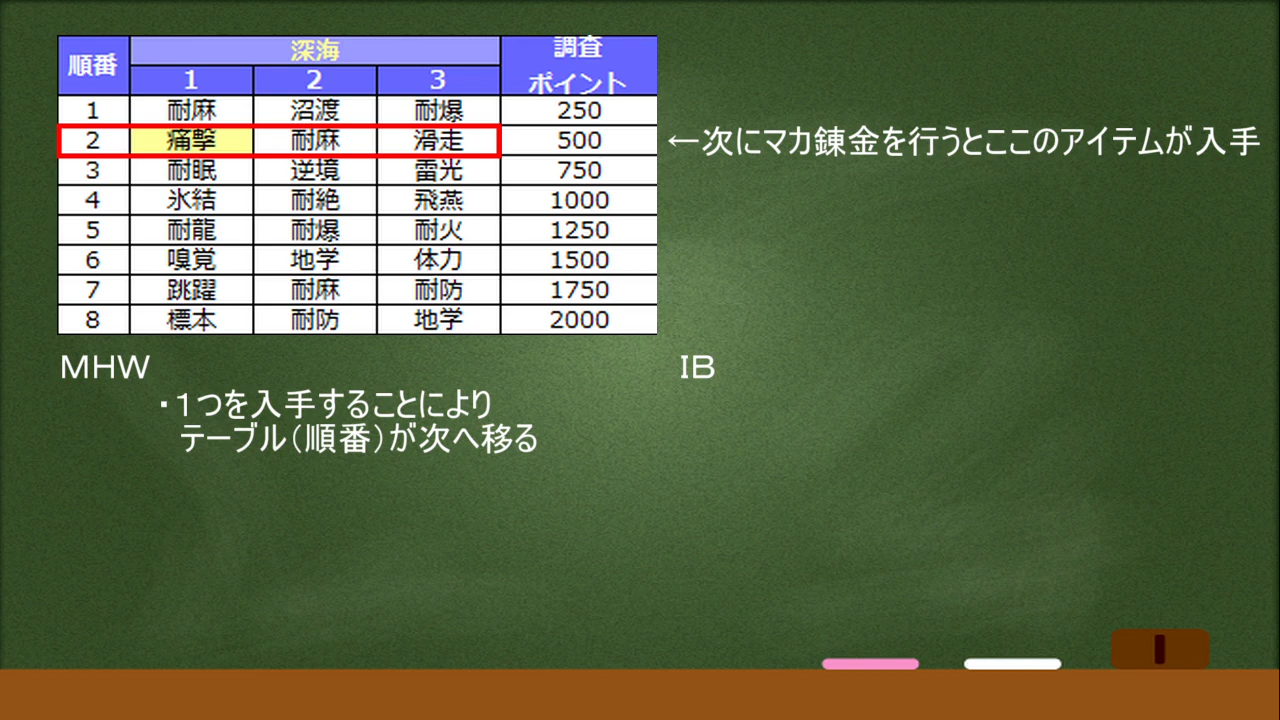 順番 深海 調査ポイント
1 2 3
1 耐麻 沼渡 耐爆 250
2 痛撃 耐麻 滑走 500 ←次にマカ錬金を行うとここのアイテムが入手
3 耐眠 逆境 雷光 750
4 氷結 耐絶 飛燕 1000
5 耐龍 耐爆 耐火 1250
6 嗅覚 地学 体力 1500
7 跳躍 耐麻 耐防 1750
8 標本 耐防 地学 2000
MHW IB
・1つを入手することにより
テーブル(順番)が次へ移る